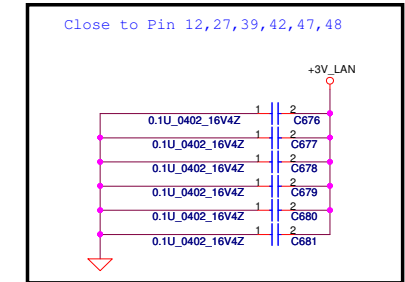 Close to Pin 12,27,39,42,47,48
+3V_LAN
1 2
0.1U_0402_16V4Z C676
1 2
0.1U_0402_16V4Z C677
1 2
0.1U_0402_16V4Z C678
1 2
0.1U_0402_16V4Z C679
1 2
0.1U_0402_16V4Z C680
1 2
0.1U_0402_16V4Z C681